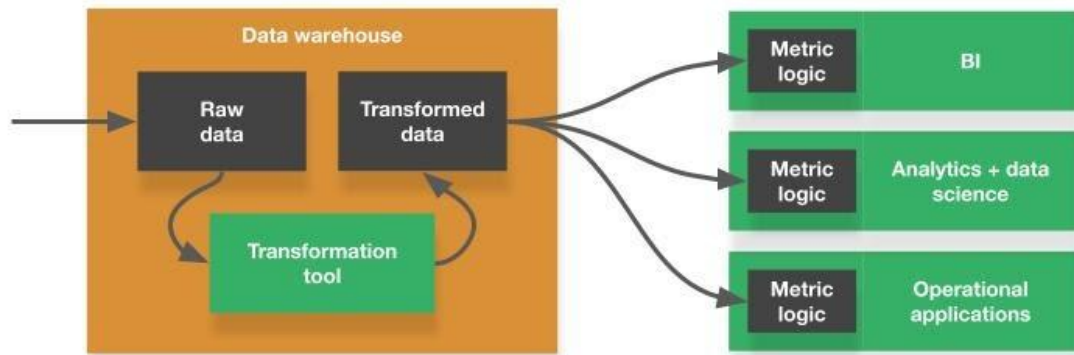 Data warehouse
Raw
data
Transformed
data
Transformation
tool
Metric
logic
BI
Metric
logic
Analytics + data
science
Metric
logic
Operational
applications